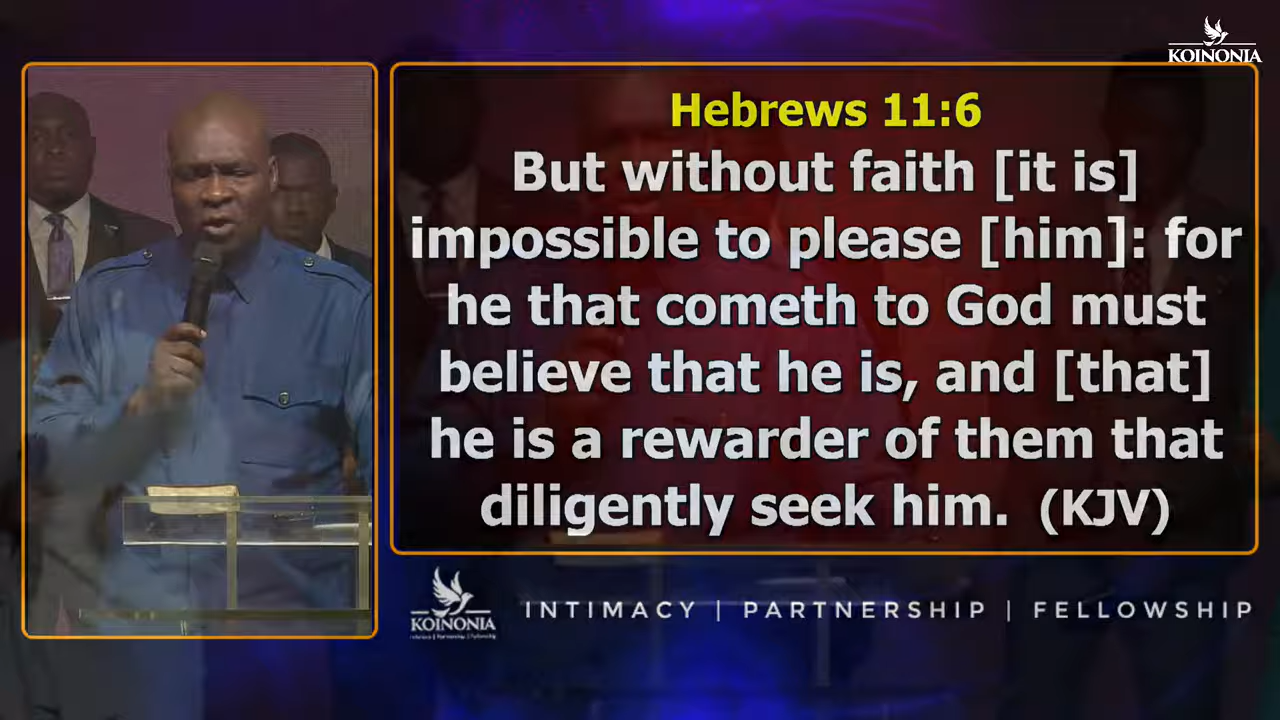 KOINONIA
Hebrews 11:6
But without faith [it is]
impossible to please [him]: for
he that cometh to God must
believe that he is, and [that]
he is a rewarder of them that
diligently seek him. (KJV)
KOINONIA
INTIMACY | PARTNERSHIP | FELLOWSHIP